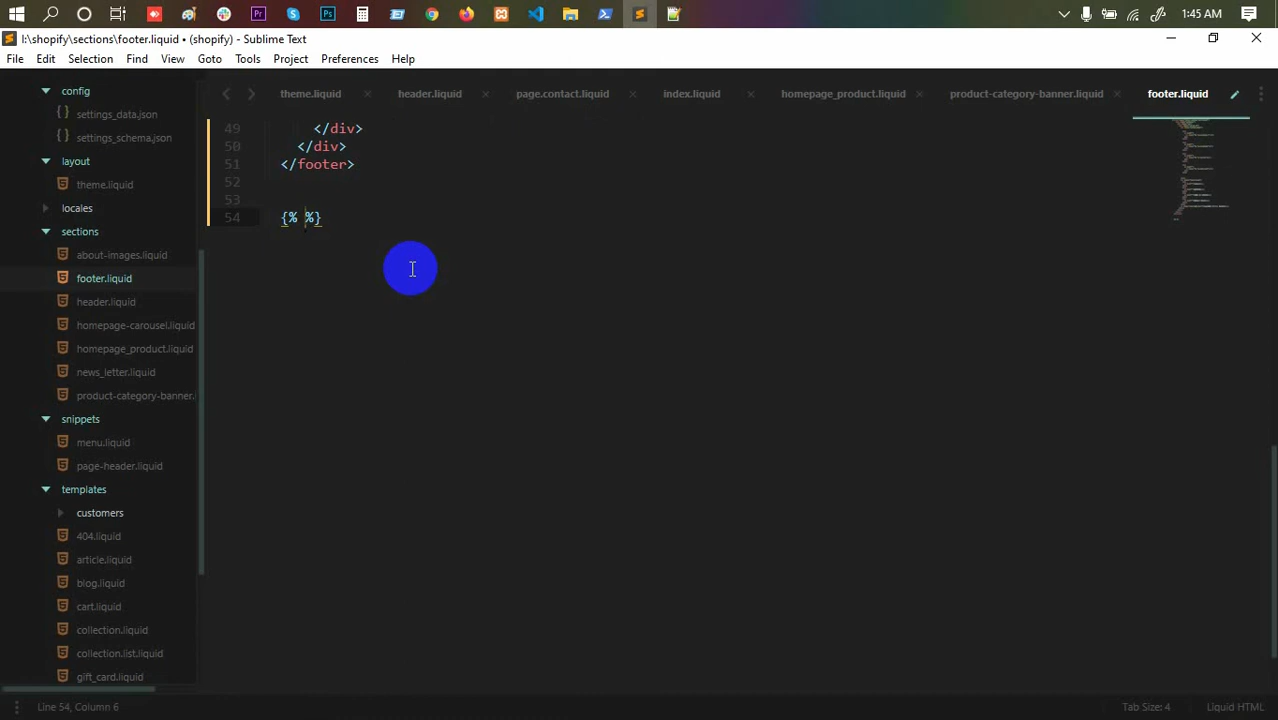 1:45 AM
I:\shopify\sections\footer.liquid • (shopify) - Sublime Text
File Edit Selection Find View Goto Tools Project Preferences Help
config
settings_data.json
settings_schema.json
layout
theme.liquid
locales
sections
about-images.liquid
footer.liquid
header.liquid
homepage-carousel.liquid
homepage_product.liquid
news_letter.liquid
product-category-banner.l
snippets
menu.liquid
page-header.liquid
templates
customers
404.liquid
article.liquid
blog.liquid
cart.liquid
collection.liquid
collection.list.liquid
gift_card.liquid
theme.liquid header.liquid page.contact.liquid index.liquid homepage_product.liquid product-category-banner.liquid footer.liquid
49 </div>
50 </div>
51 </footer>
52
53
54 {% %}
Line 54, Column 6 Tab Size: 4 Liquid HTML